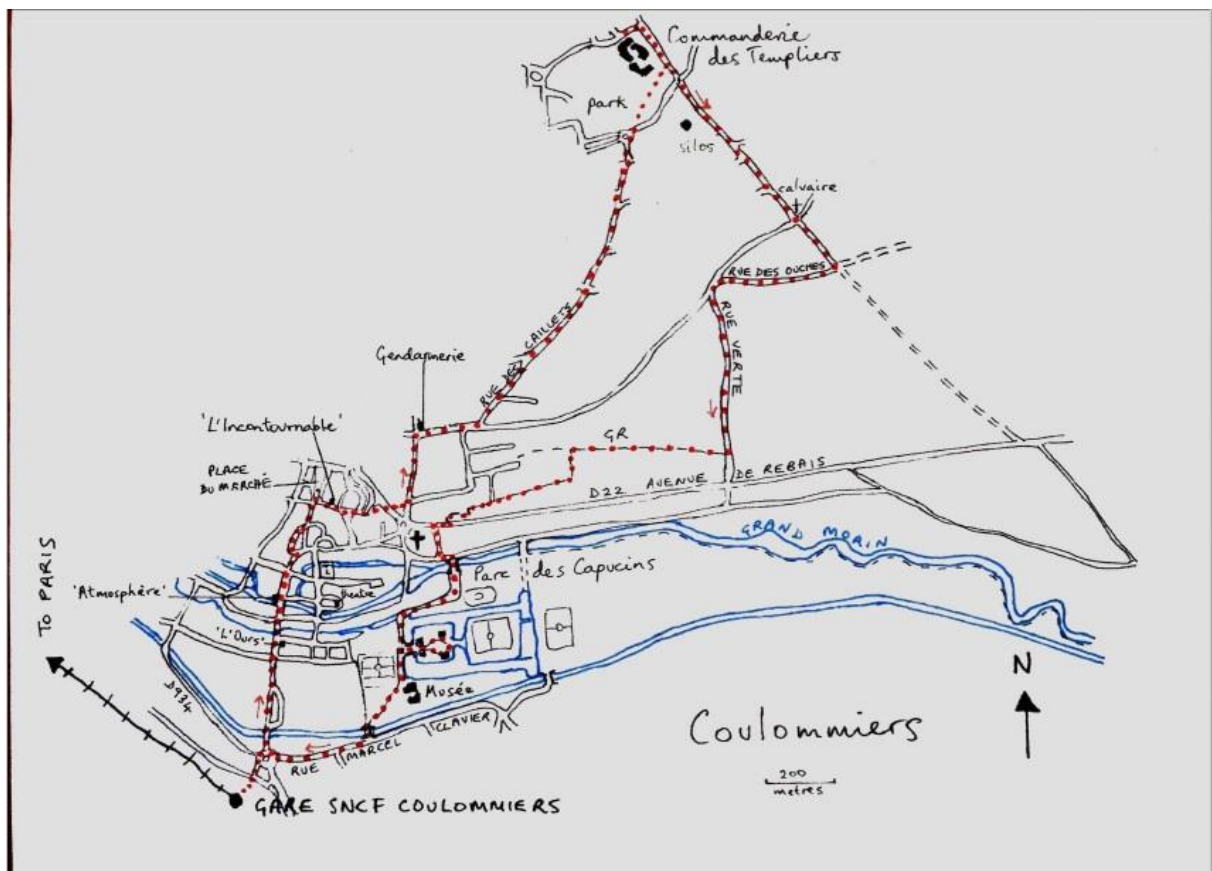 Commanderie
des Templiers
park
silos
calvaire
RUE DES OUCHES
RUE VERTE
RUE DES CAILLETS
Gendarmerie
'L'Incontournable'
GR
PLACE
DU MARCHÉ
D22 AVENUE DE REBAIS
GRAND MORIN
TO PARIS
'Atmosphère'
theatre
Parc des Capucins
'L'Ours'
N
D934
Musée
Coulommiers
RUE MARCEL CLAVIER
200
metres
GARE SNCF COULOMMIERS